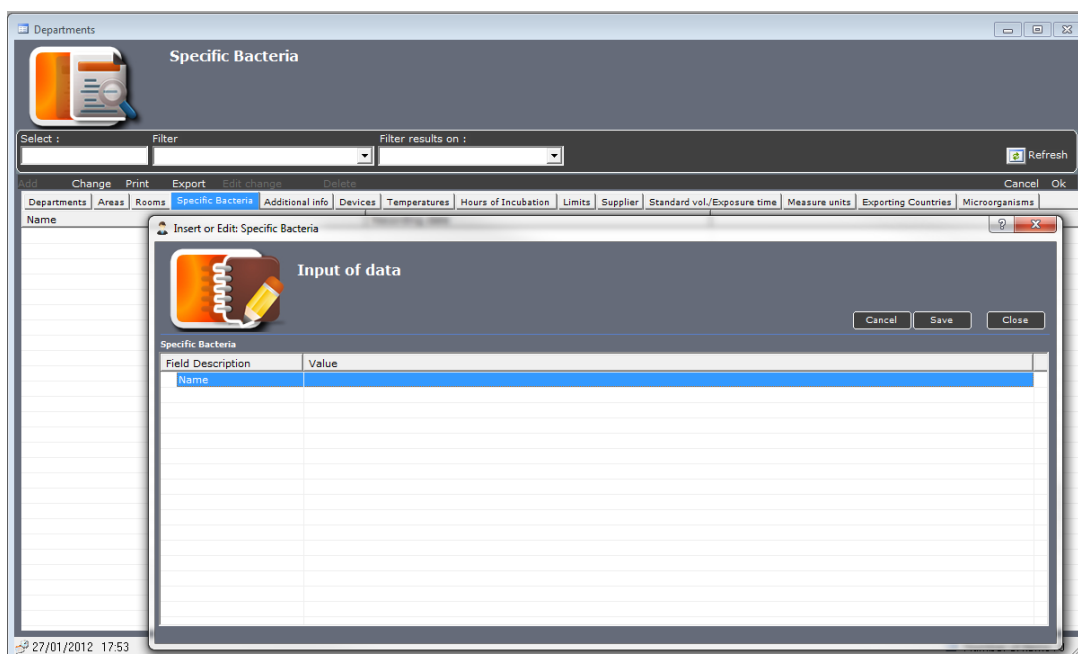 Departments
Specific Bacteria
Select : Filter Filter results on :
Refresh
Add Change Print Export Edit change Delete Cancel Ok
Departments Areas Rooms Specific Bacteria Additional info Devices Temperatures Hours of Incubation Limits Supplier Standard vol./Exposure time Measure units Exporting Countries Microorganisms
Name
Insert or Edit: Specific Bacteria
Input of data
Cancel Save Close
Specific Bacteria
Field Description Value
Name
27/01/2012 17:53